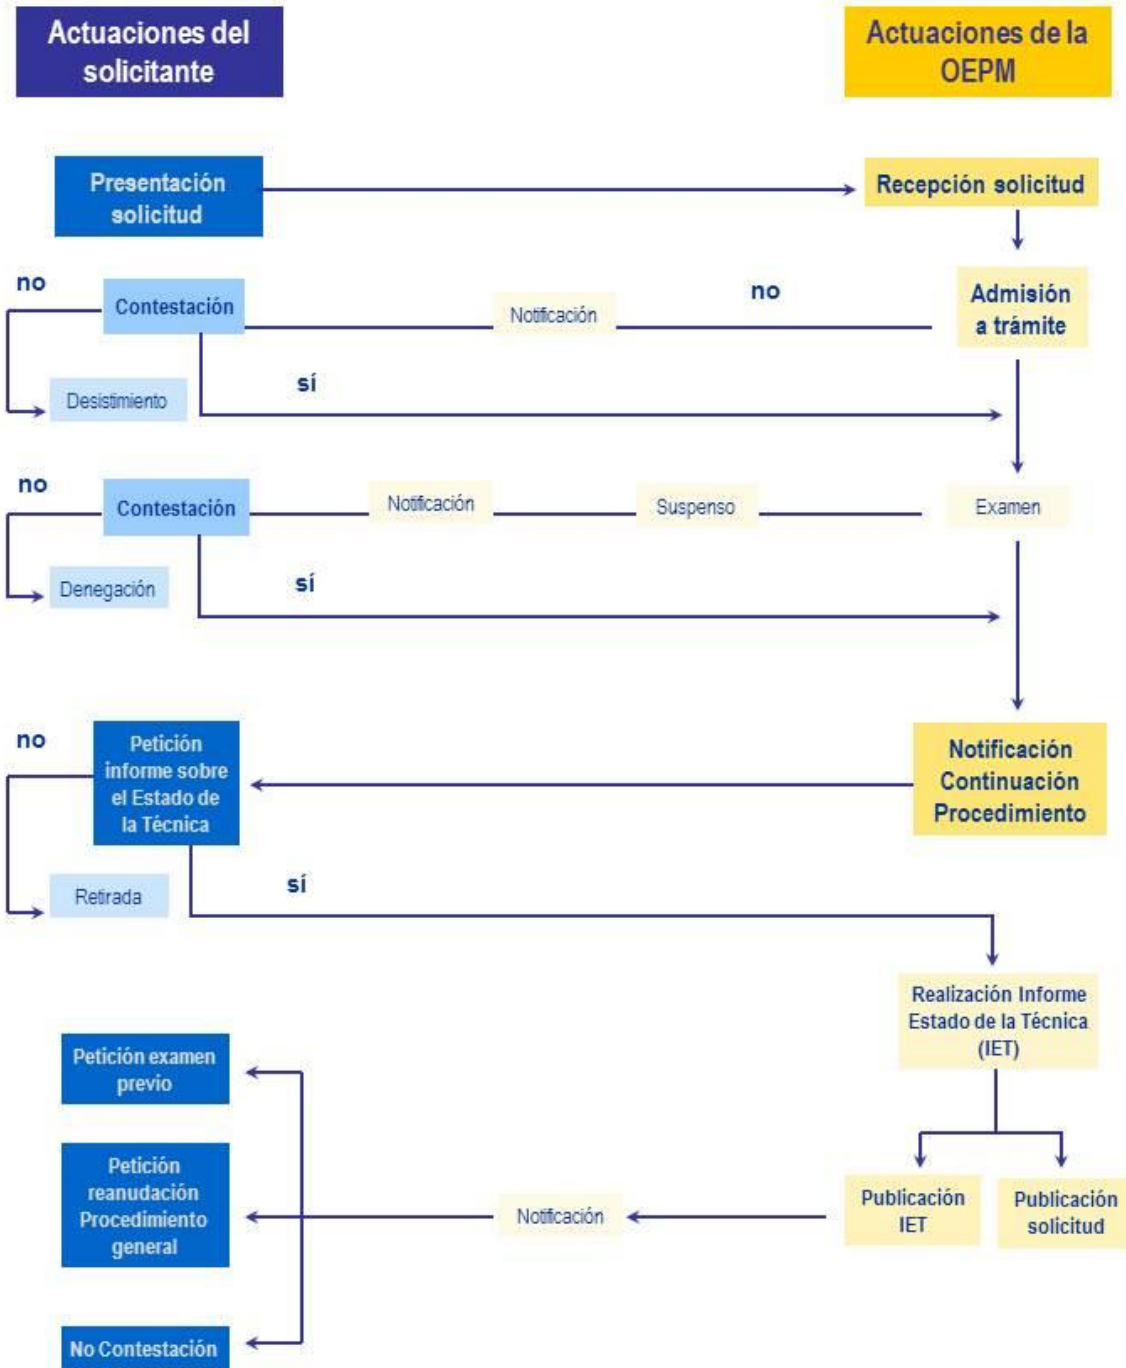 Actuaciones del
solicitante
Actuaciones de la
OEPM
Presentación
solicitud
Recepción solicitud
no
Contestación
Notificación
no
Admisión
a trámite
sí
Desistimiento
no
Contestación
Notificación
Suspenso
Examen
sí
Denegación
no
Petición
informe sobre
el Estado de
la Técnica
Notificación
Continuación
Procedimiento
sí
Retirada
Realización Informe
Estado de la Técnica
(IET)
Petición examen
previo
Petición
reanudación
Procedimiento
general
Notificación
Publicación
IET
Publicación
solicitud
No Contestación